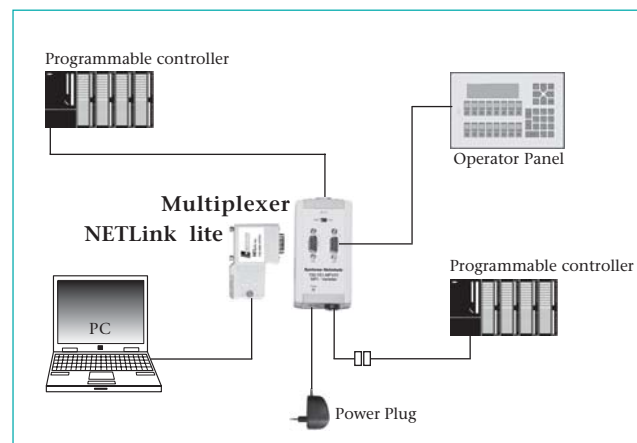 Programmable controller
Operator Panel
Multiplexer
NETLink lite
Programmable controller
PC
Power Plug